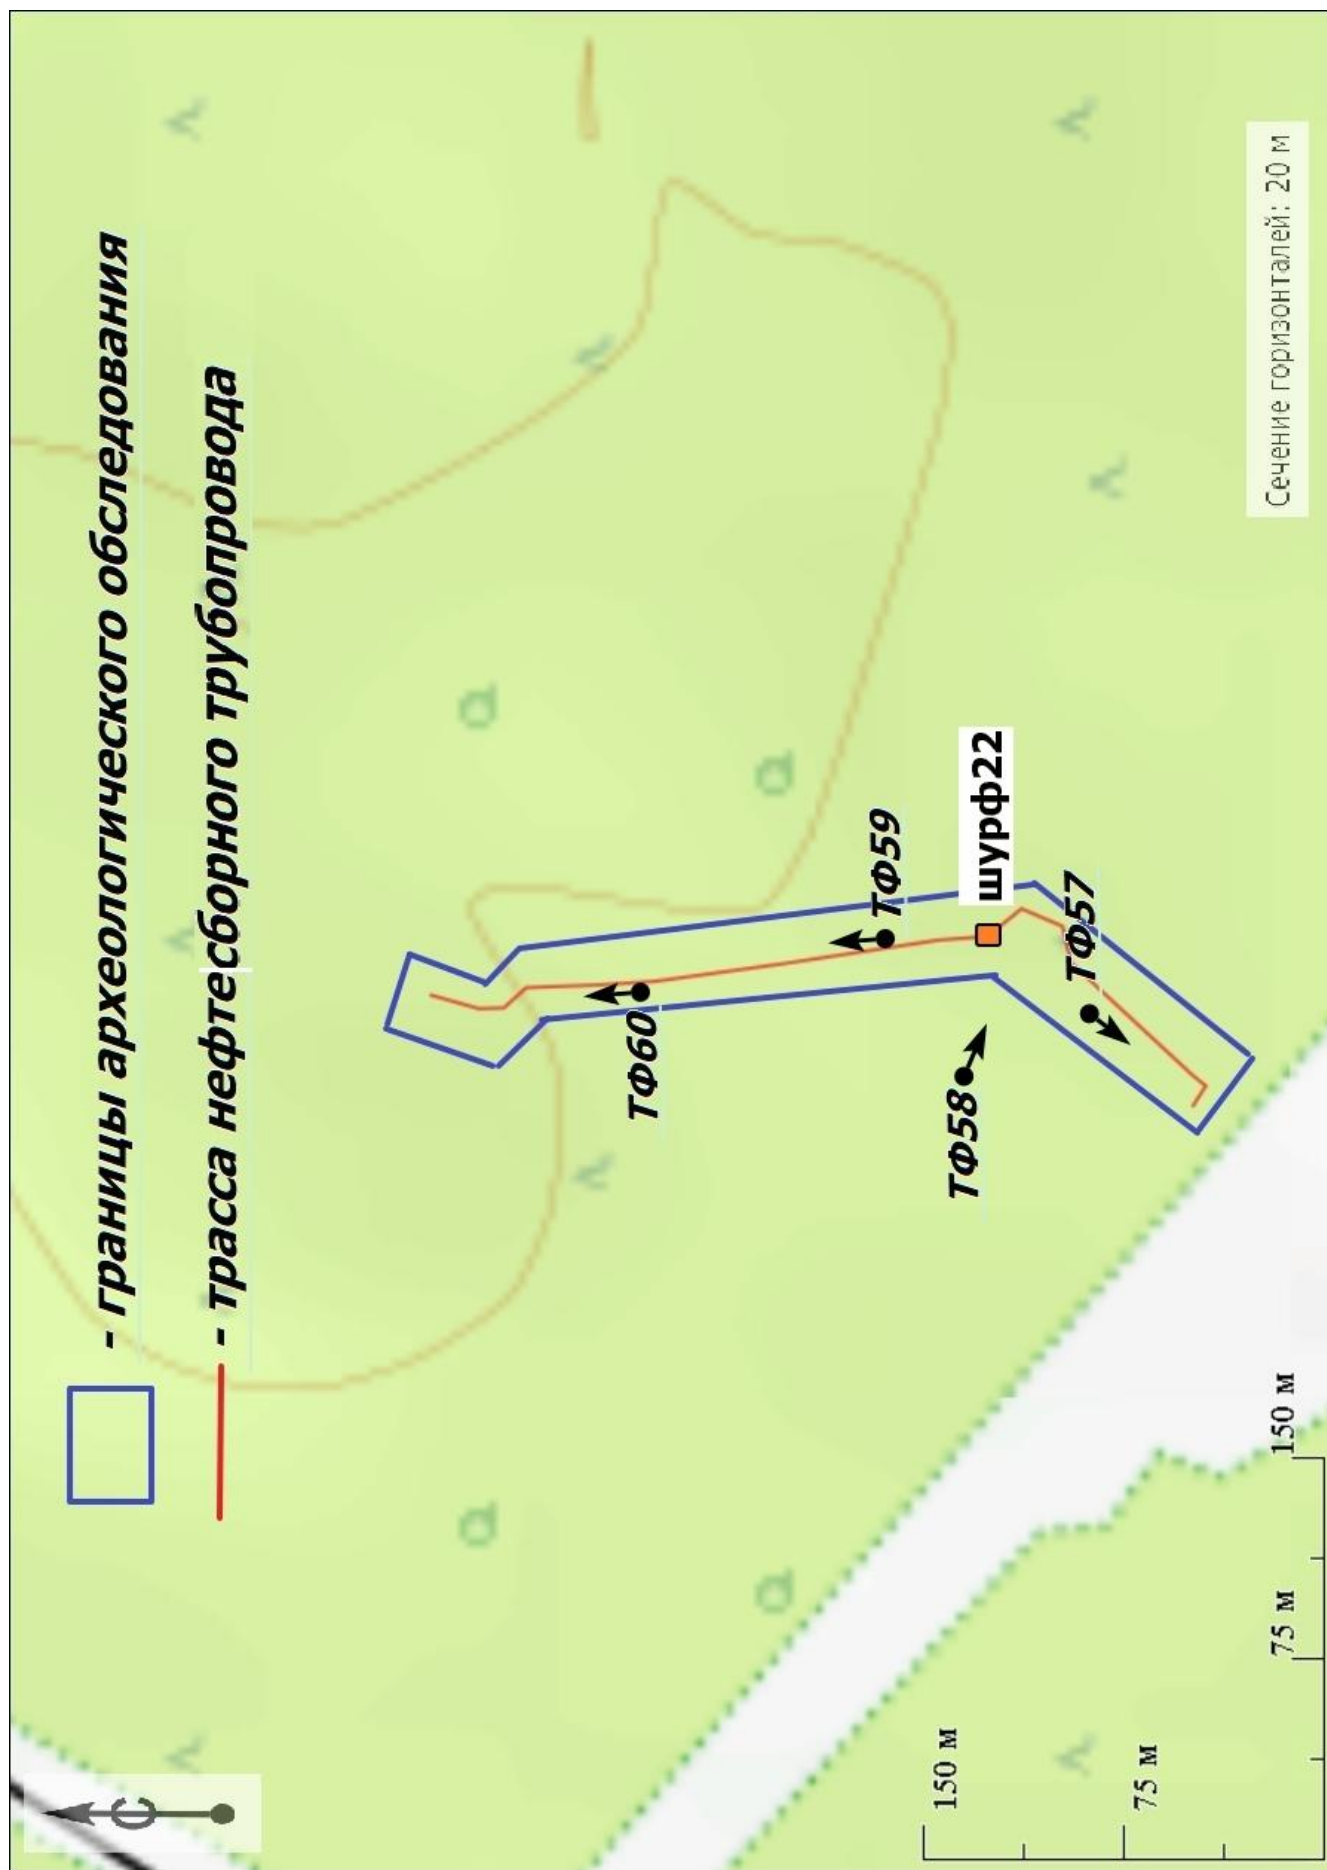 - границы археологического обследования
- трасса нефтесборного трубопровода
С
ТФ60
ТФ59
ТФ58
шурф22
ТФ57
Сечение горизонталей: 20 м
150 м
75 м
75 м
150 м